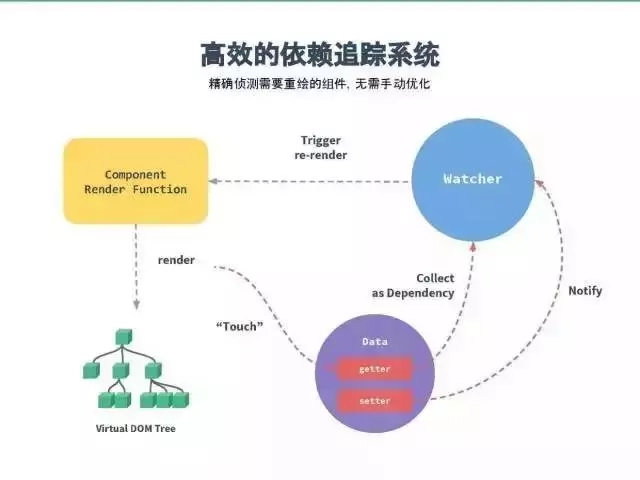 高效的依赖追踪系统
精确侦测需要重绘的组件, 无需手动优化
Trigger
re-render
Component
Render Function
Watcher
render
Collect
as Dependency
Notify
“Touch”
Data
getter
setter
Virtual DOM Tree